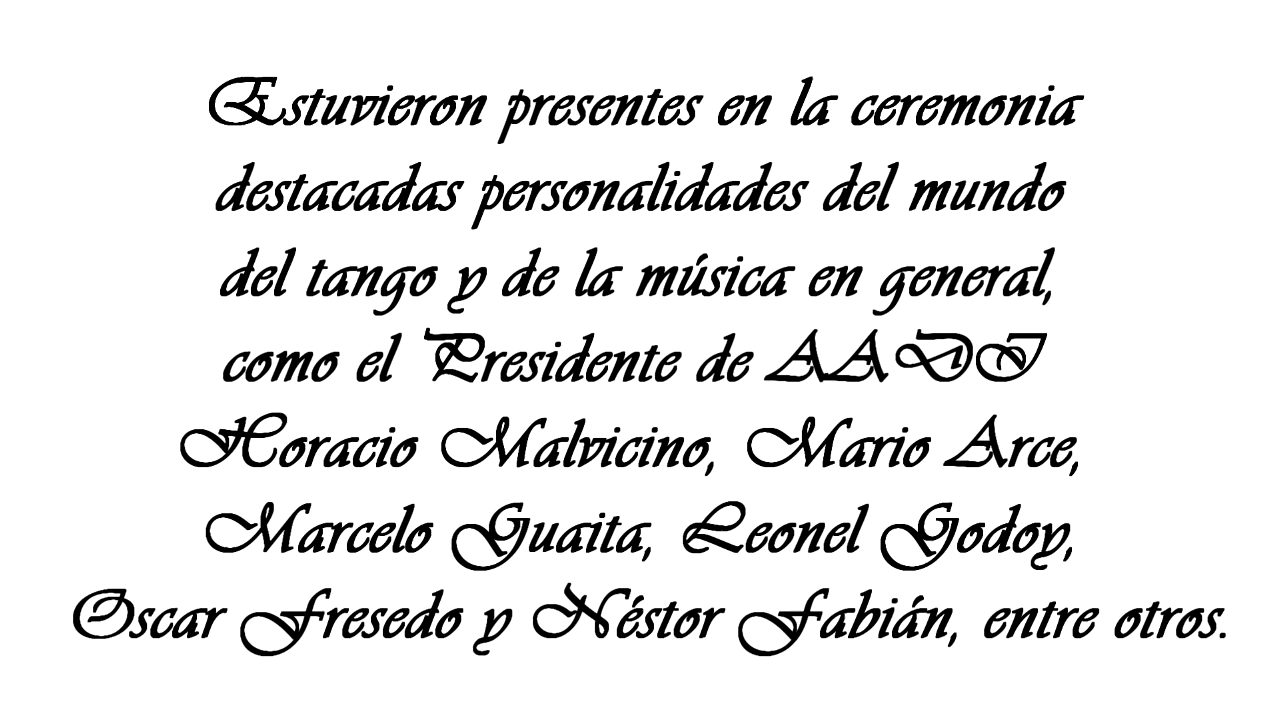 Estuvieron presentes en la ceremonia
destacadas personalidades del mundo
del tango y de la música en general,
como el Presidente de AADI
Horacio Malvicino, Mario Arce,
Marcelo Guaita, Leonel Godoy,
Oscar Fresedo y Néstor Fabián, entre otros.